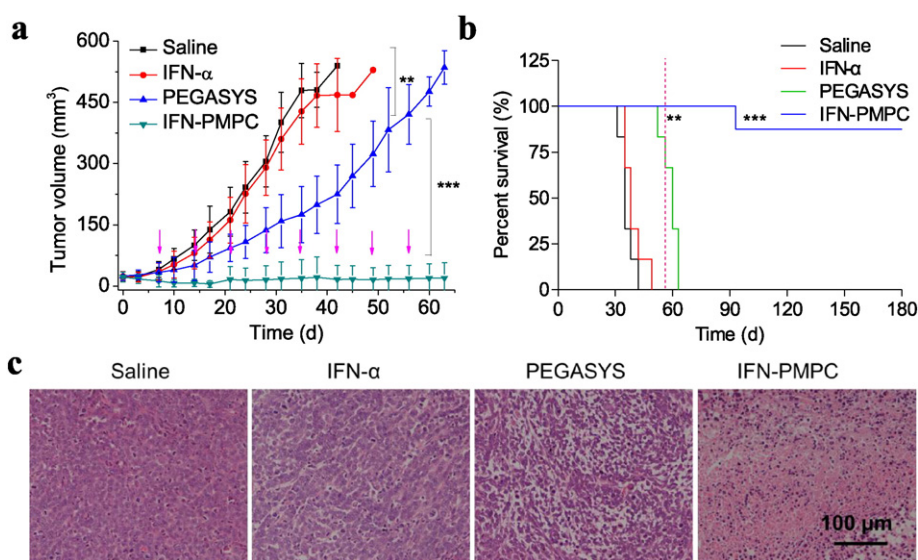 a
600
450
300
150
0
Tumor volume (mm³)
Saline
IFN-α
PEGASYS
IFN-PMPC
**
***
0 10 20 30 40 50 60
Time (d)
b
125
100
75
50
25
0
Percent survival (%)
Saline
IFN-α
PEGASYS
IFN-PMPC
** ***
0 30 60 90 120 150 180
Time (d)
c
Saline IFN-α PEGASYS IFN-PMPC
100 μm